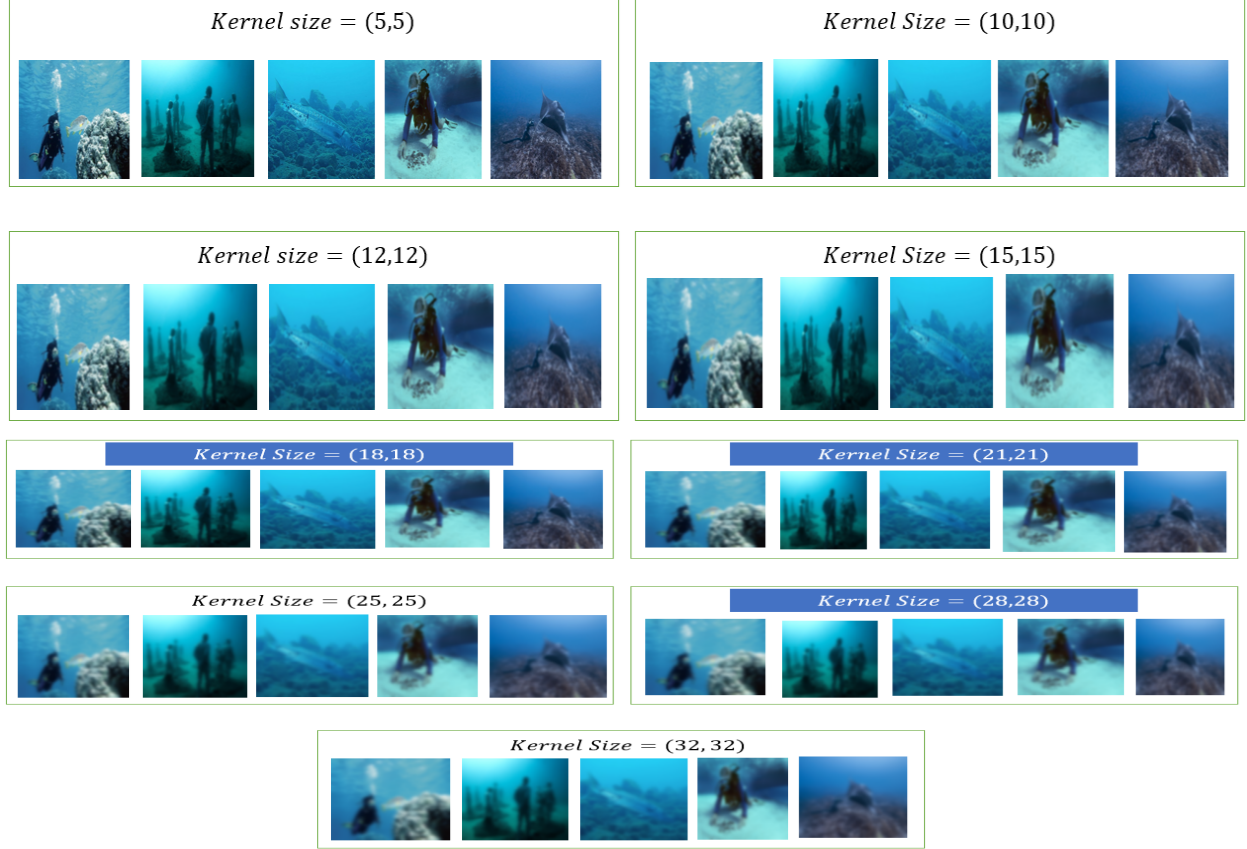 Kernel size = (5,5)
Kernel Size = (10,10)
Kernel size = (12,12)
Kernel Size = (15,15)
Kernel Size = (18,18)
Kernel Size = (21,21)
Kernel Size = (25, 25)
Kernel Size = (28,28)
Kernel Size = (32, 32)